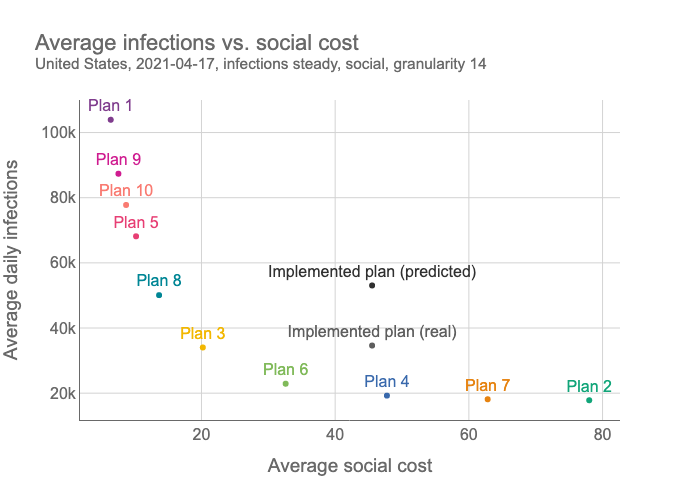 Average infections vs. social cost
United States, 2021-04-17, infections steady, social, granularity 14
Plan 1
100k
Plan 9
Plan 10
80k
Plan 5
Average daily infections
60k
Implemented plan (predicted)
Plan 8
40k
Implemented plan (real)
Plan 3
Plan 6
Plan 4
Plan 7
Plan 2
20k
20
40
60
80
Average social cost